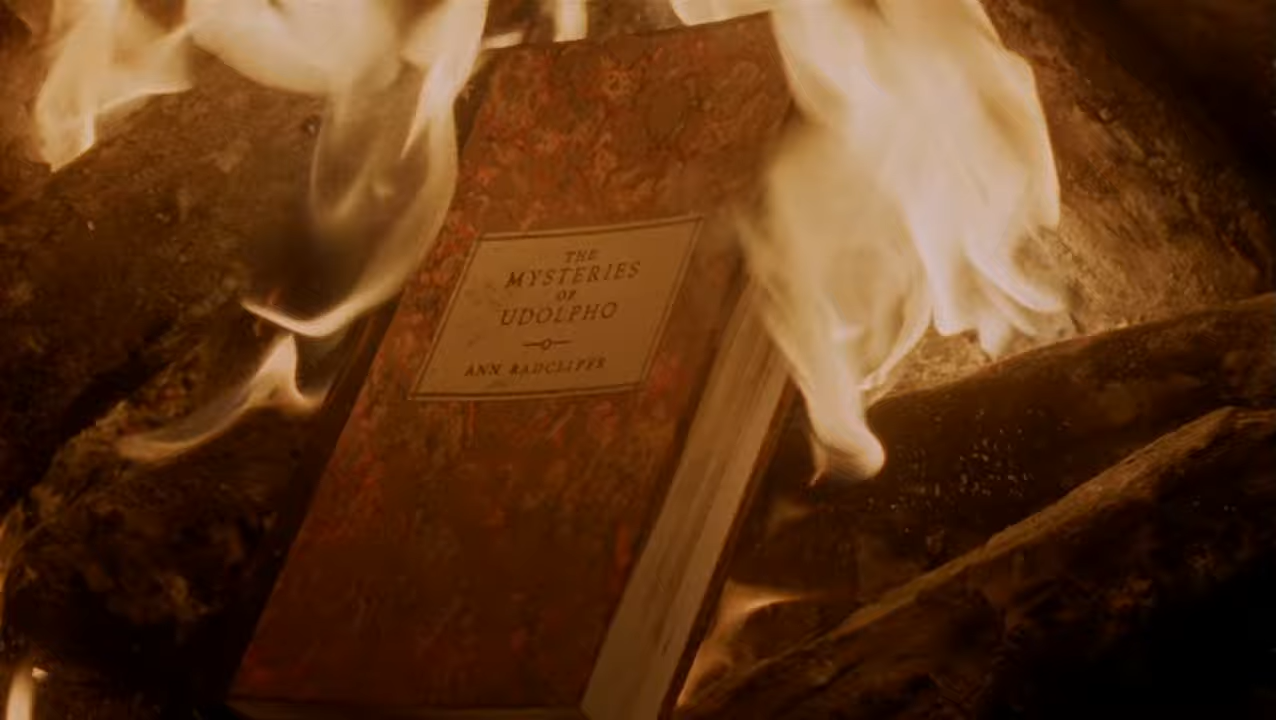 THE
MYSTERIES
OF
UDOLPHO
ANN RADCLIFFE